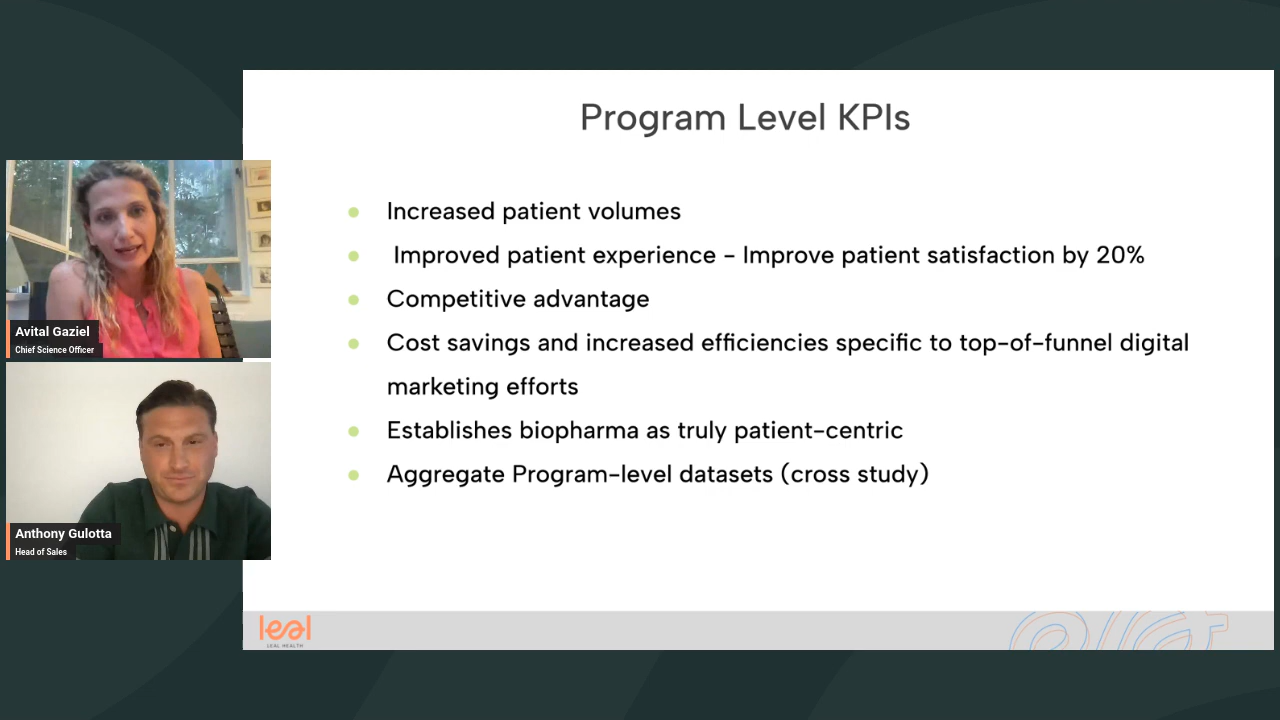 Program Level KPIs
Increased patient volumes
Improved patient experience – Improve patient satisfaction by 20%
Competitive advantage
Cost savings and increased efficiencies specific to top-of-funnel digital
marketing efforts
Establishes biopharma as truly patient-centric
Aggregate Program-level datasets (cross study)
Avital Gaziel
Chief Science Officer
Anthony Gulotta
Head of Sales
leal
LEAL HEALTH